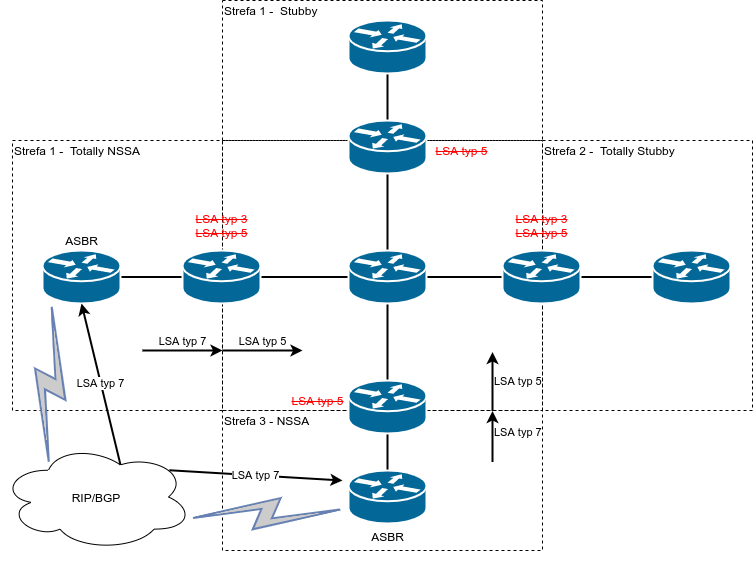 Strefa 1 - Stubby
LSA typ 5
Strefa 1 - Totally NSSA
Strefa 2 - Totally Stubby
LSA typ 3
LSA typ 5
LSA typ 3
LSA typ 5
ASBR
LSA typ 7
LSA typ 5
LSA typ 7
LSA typ 5
LSA typ 5
Strefa 3 - NSSA
LSA typ 7
LSA typ 7
RIP/BGP
ASBR